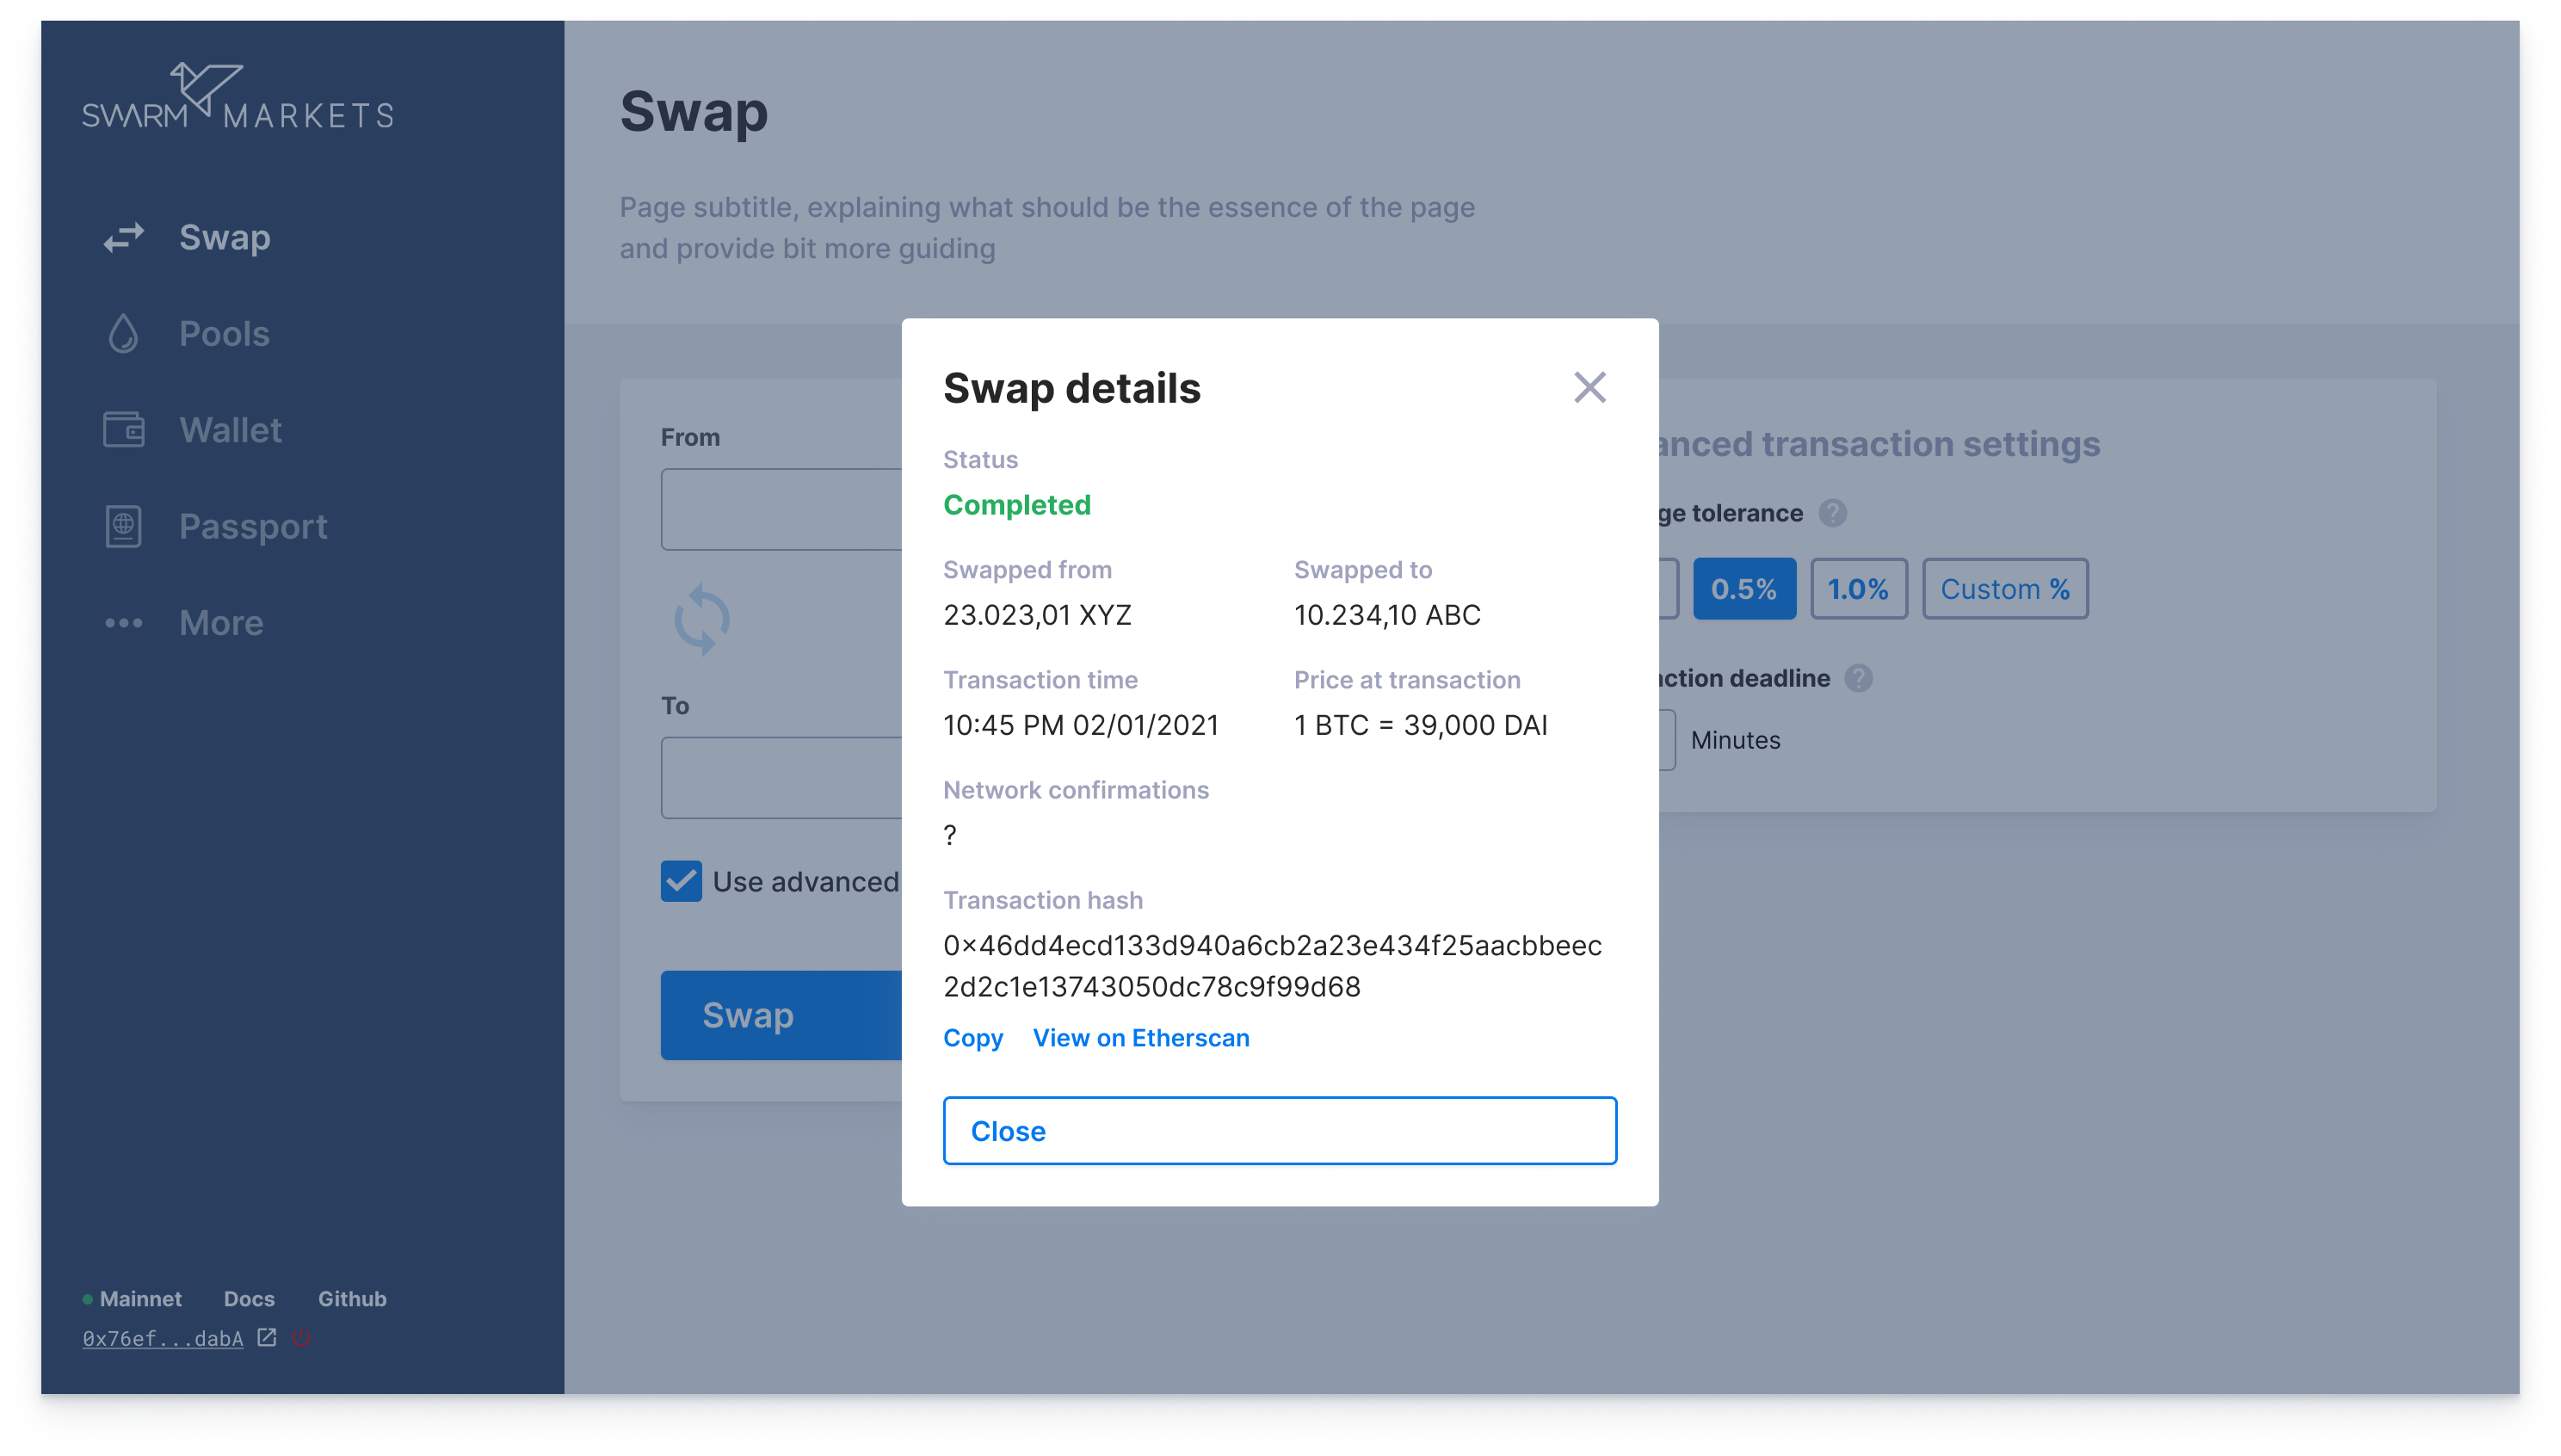 SWARM MARKETS
Swap
Pools
Wallet
Passport
More
Mainnet Docs Github
0x76ef...dabA
Swap
Page subtitle, explaining what should be the essence of the page
and provide bit more guiding
From
To
Use advanced
Swap
transaction settings
tolerance ?
0.5% 1.0% Custom %
deadline ?
Minutes
Swap details
Status
Completed
Swapped from Swapped to
23.023,01 XYZ 10.234,10 ABC
Transaction time Price at transaction
10:45 PM 02/01/2021 1 BTC = 39,000 DAI
Network confirmations
?
Transaction hash
0×46dd4ecd133d940a6cb2a23e434f25aacbbeec
2d2c1e13743050dc78c9f99d68
Copy View on Etherscan
Close